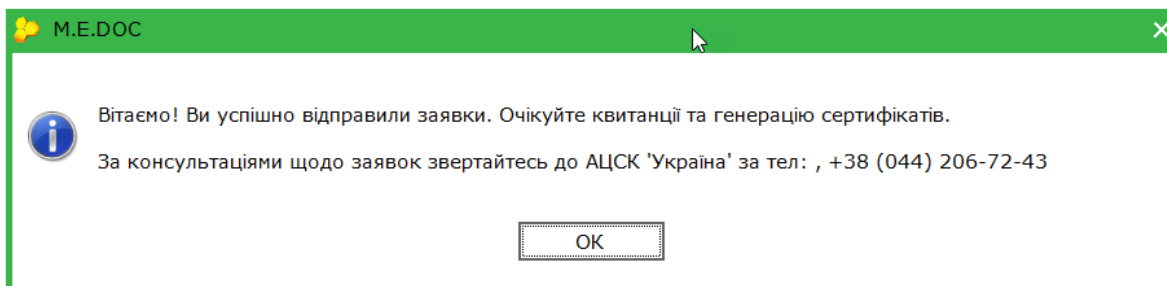 M.E.DOC
Вітаємо! Ви успішно відправили заявки. Очікуйте квитанції та генерацію сертифікатів.
За консультаціями щодо заявок звертайтесь до АЦСК 'Україна' за тел: , +38 (044) 206-72-43
ОК